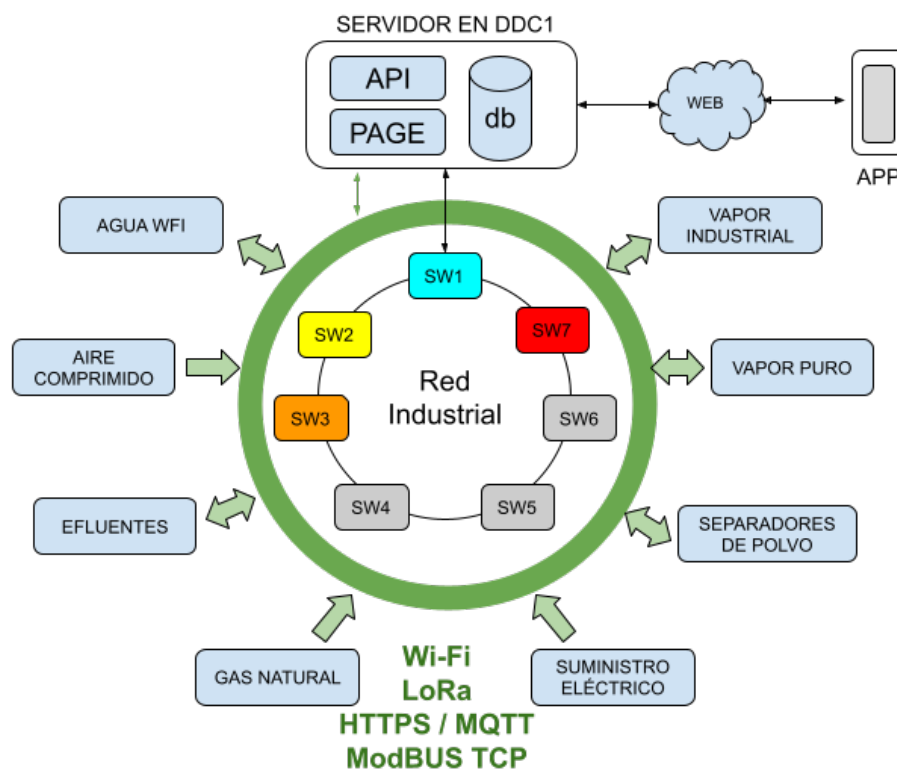 SERVIDOR EN DDC1
API
PAGE
db
WEB
APP
AGUA WFI
VAPOR
INDUSTRIAL
SW1
SW2
SW7
AIRE
COMPRIMIDO
Red
Industrial
VAPOR PURO
SW3
SW6
SW4
SW5
EFLUENTES
SEPARADORES
DE POLVO
GAS NATURAL
Wi-Fi
LoRa
HTTPS / MQTT
ModBUS TCP
SUMINISTRO
ELÉCTRICO